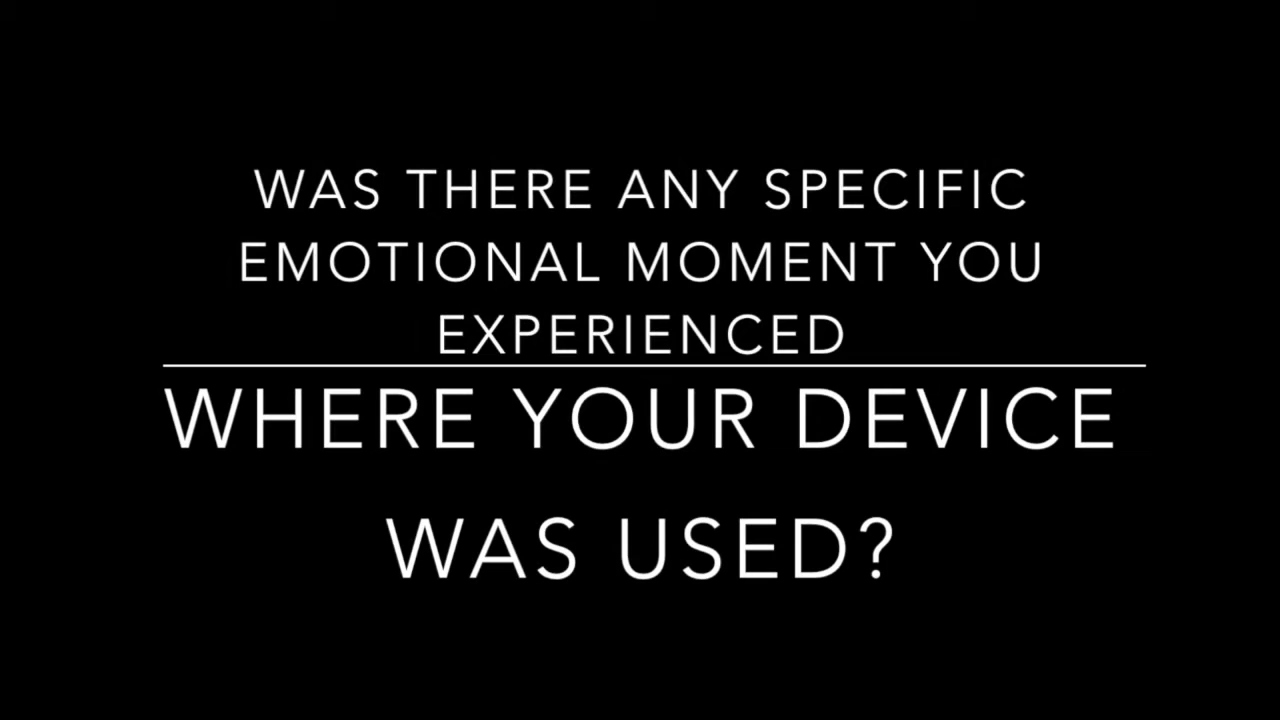 WAS THERE ANY SPECIFIC
EMOTIONAL MOMENT YOU
EXPERIENCED
WHERE YOUR DEVICE
WAS USED?